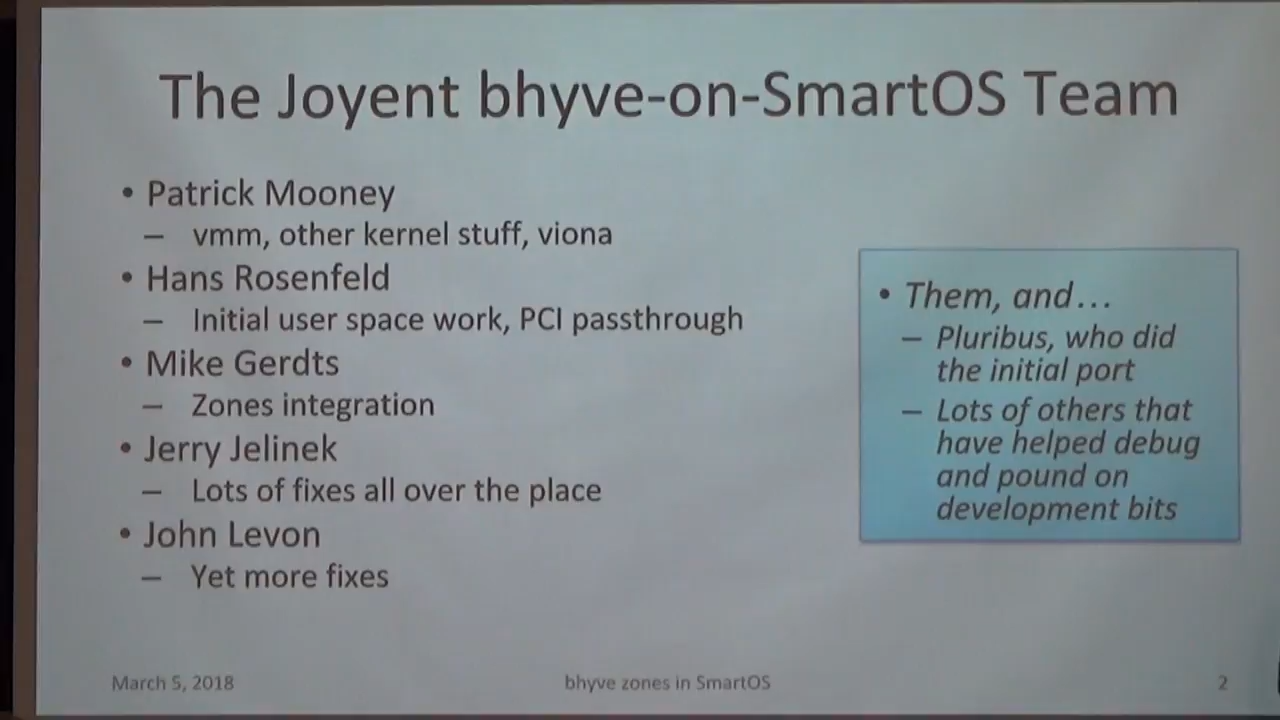 The Joyent bhyve-on-SmartOS Team
• Patrick Mooney
– vmm, other kernel stuff, viona
• Hans Rosenfeld
– Initial user space work, PCI passthrough
• Mike Gerdts
– Zones integration
• Jerry Jelinek
– Lots of fixes all over the place
• John Levon
– Yet more fixes
• Them, and...
– Pluribus, who did
the initial port
– Lots of others that
have helped debug
and pound on
development bits
March 5, 2018
bhyve zones in SmartOS
2